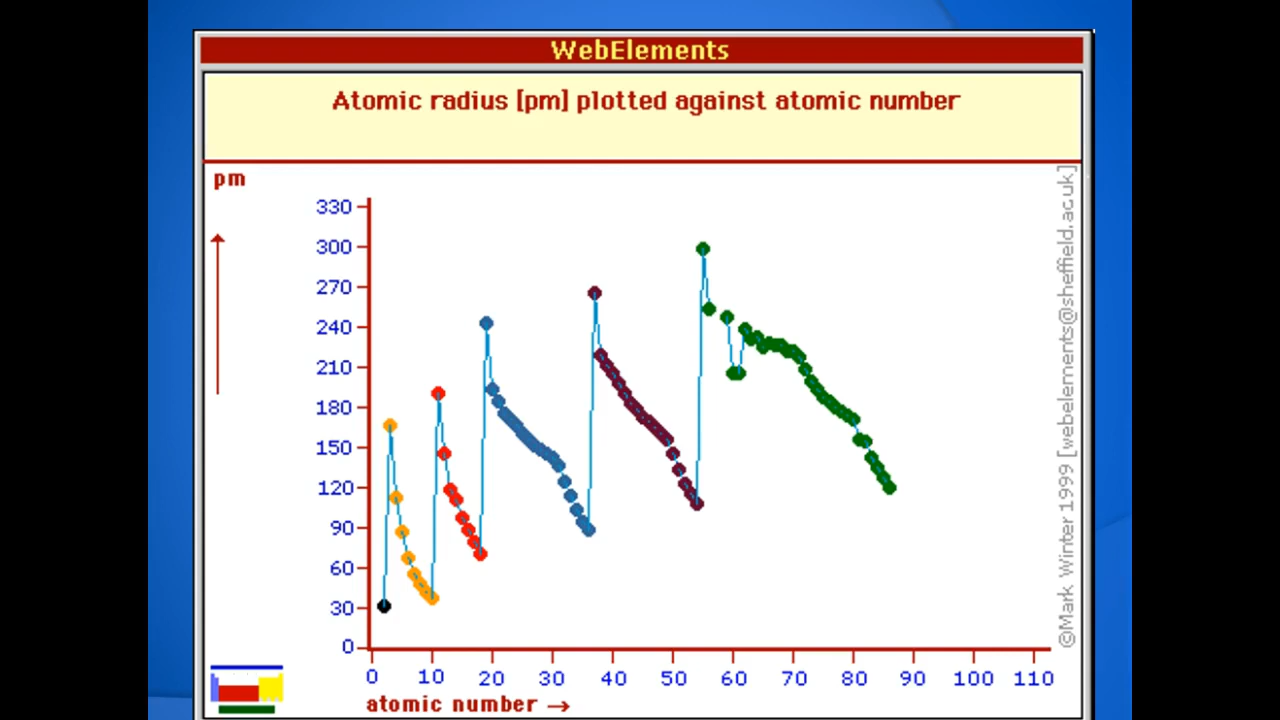 WebElements
Atomic radius [pm] plotted against atomic number
pm
330
300
270
240
210
180
150
120
90
60
30
0
0 10 20 30 40 50 60 70 80 90 100 110
atomic number →
©Mark Winter 1999 [webelements@sheffield.ac.uk]